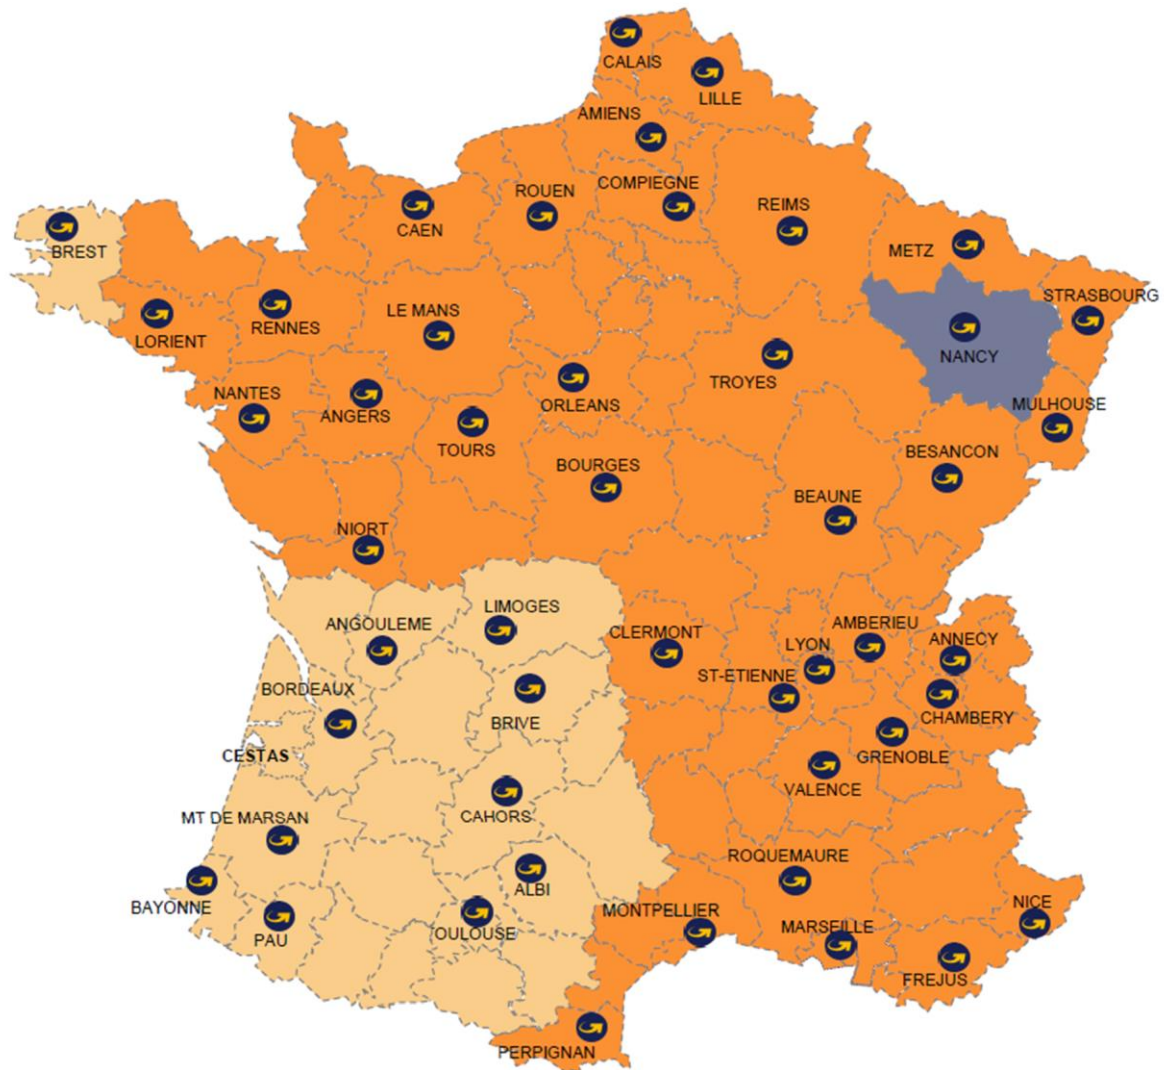 CALAIS
LILLE
AMIENS
COMPIEGNE
ROUEN
REIMS
CAEN
METZ
BREST
STRASBOURG
LE MANS
RENNES
LORIENT
NANCY
TROYES
NANTES
ANGERS
ORLEANS
MULHOUSE
TOURS
BESANCON
BOURGES
BEAUNE
NIORT
LIMOGES
ANGOULEME
CLERMONT
AMBERIEU
LYON
ANNECY
ST-ETIENNE
BORDEAUX
BRIVE
CHAMBERY
CESTAS
GRENOBLE
VALENCE
MT DE MARSAN
CAHORS
ROQUEMAURE
ALBI
BAYONNE
MONTPELLIER
NICE
PAU
OULOUSE
MARSEILLE
FREJUS
PERPIGNAN